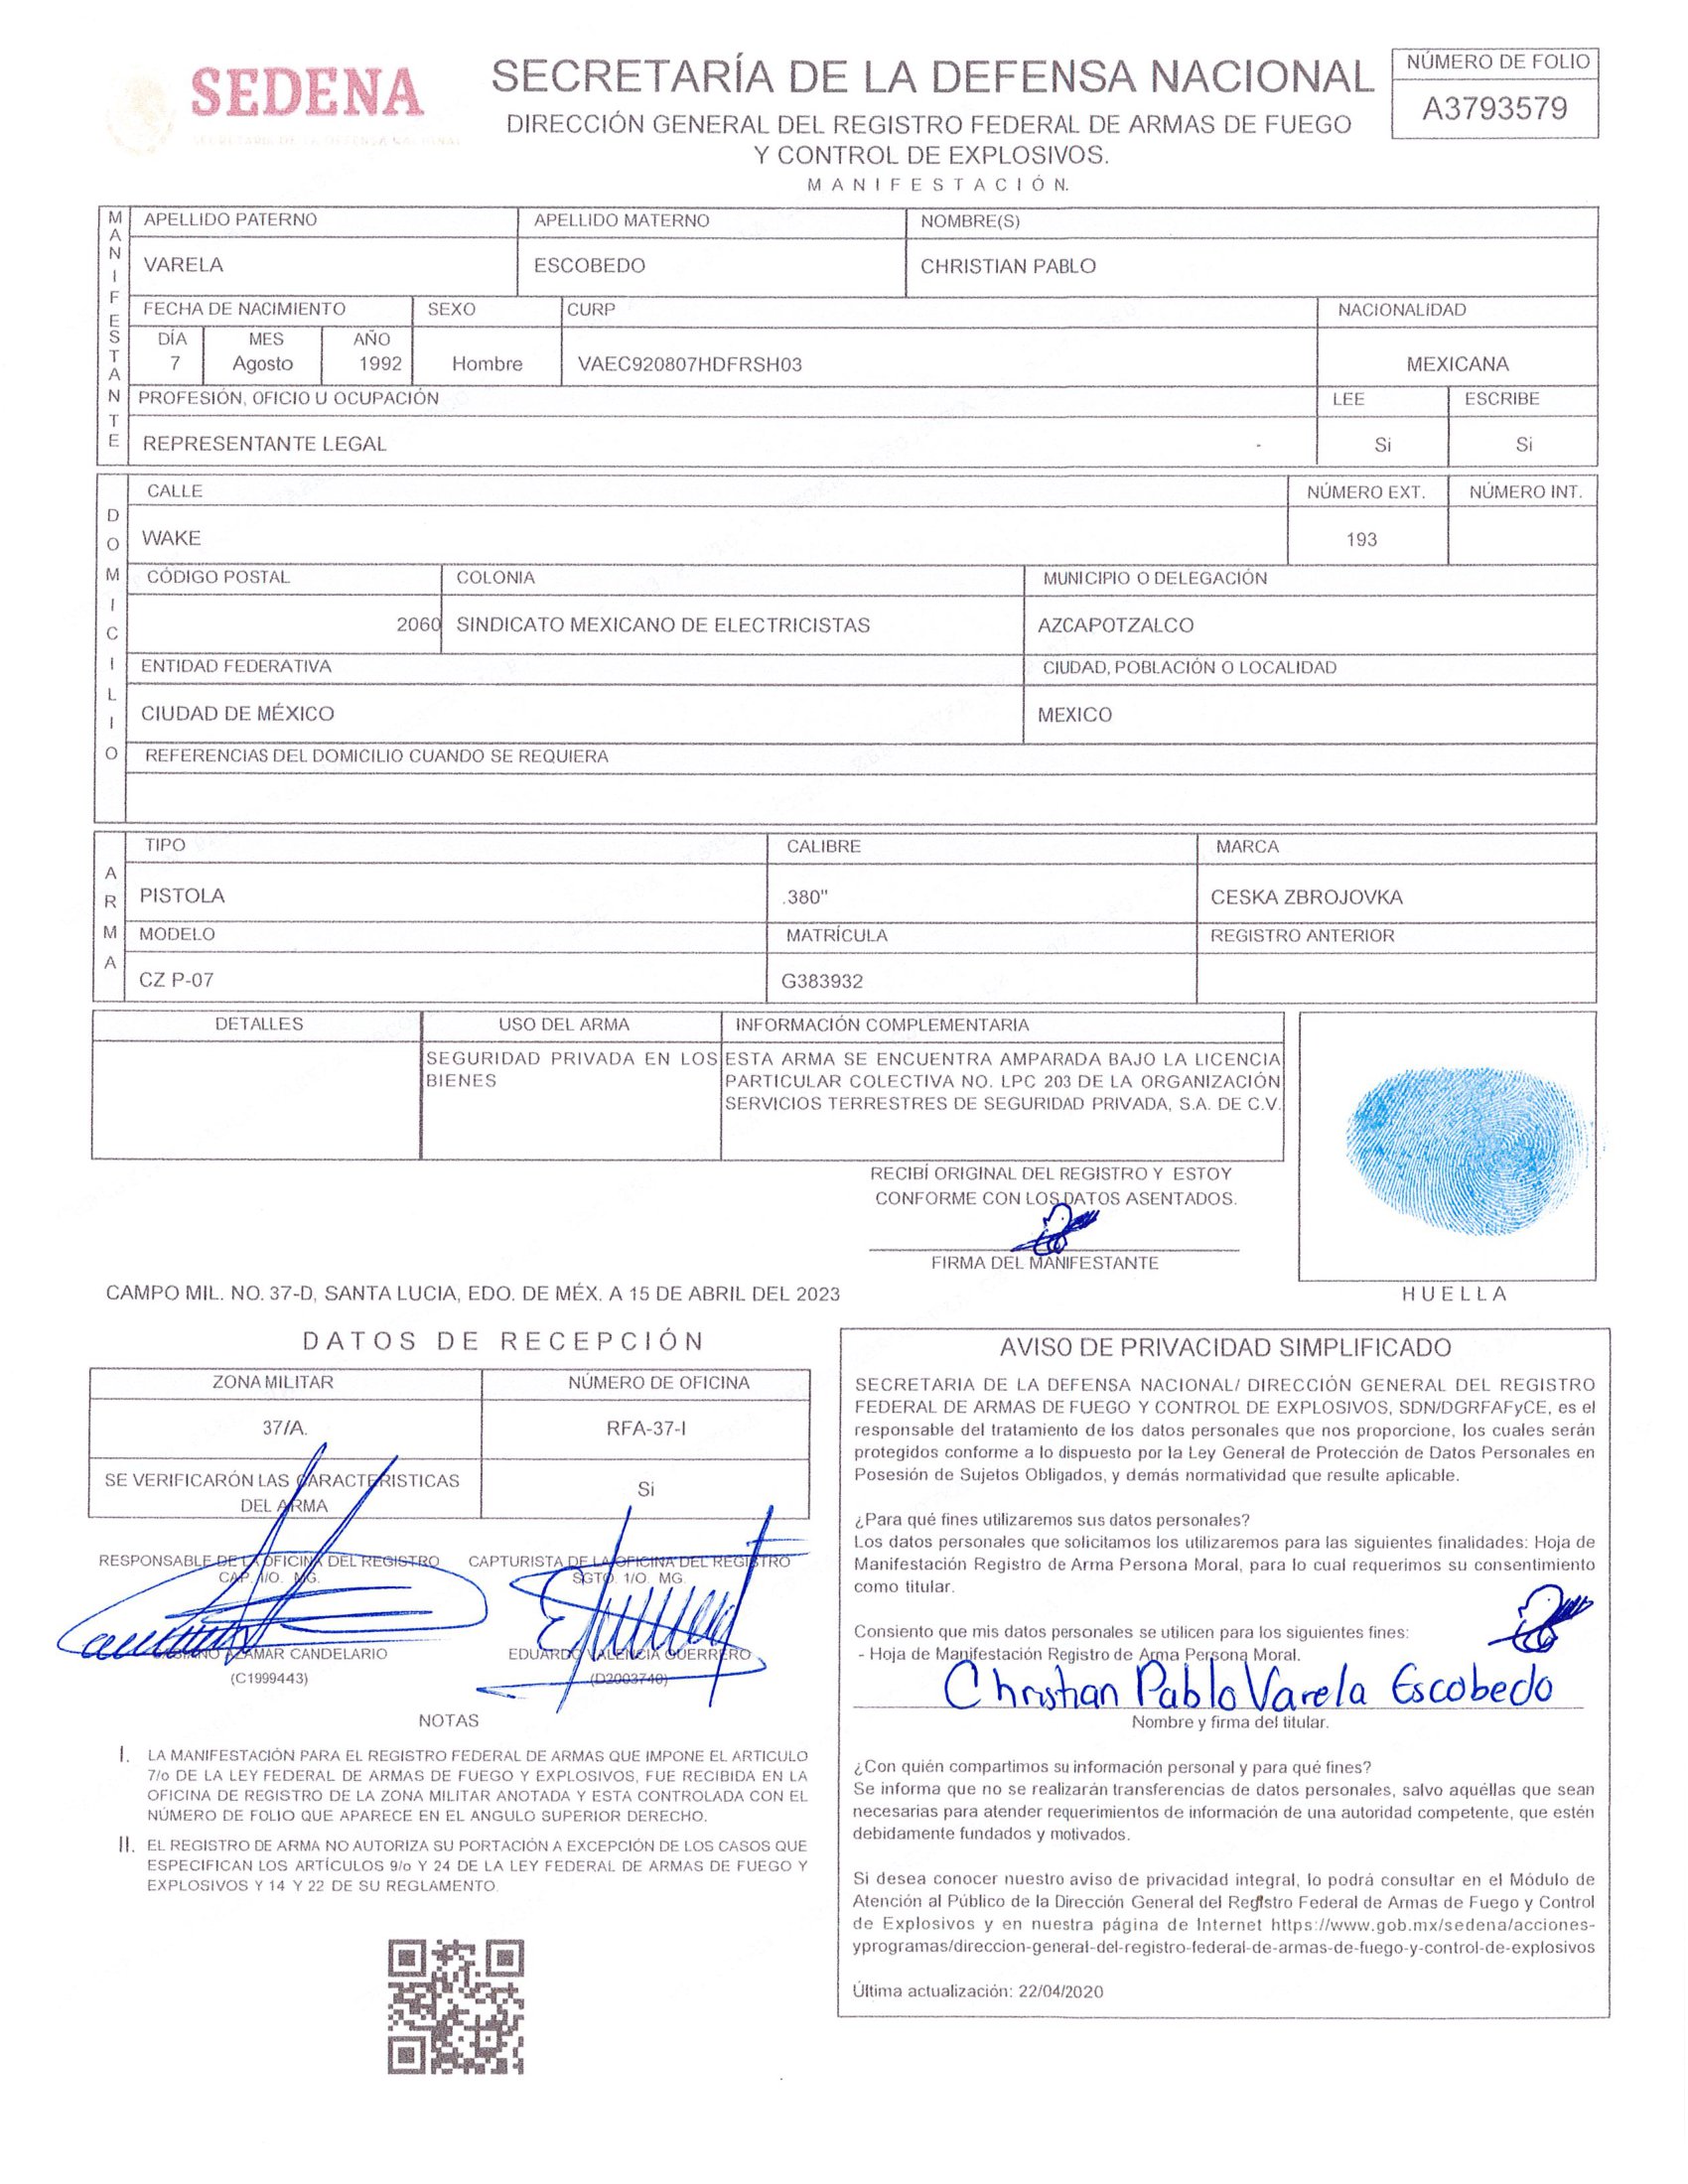 SEDENA
SECRETARÍA DE LA DEFENSA NACIONAL
SECRETARÍA DE LA DEFENSA NACIONAL
DIRECCIÓN GENERAL DEL REGISTRO FEDERAL DE ARMAS DE FUEGO
Y CONTROL DE EXPLOSIVOS.
MANIFESTACIÓN.
NÚMERO DE FOLIO
A3793579
MANIFESTANTE
APELLIDO PATERNO APELLIDO MATERNO NOMBRE(S)
VARELA ESCOBEDO CHRISTIAN PABLO
FECHA DE NACIMIENTO SEXO CURP NACIONALIDAD
DÍA MES AÑO
7 Agosto 1992 Hombre VAEC920807HDFRSH03 MEXICANA
PROFESIÓN, OFICIO U OCUPACIÓN LEE ESCRIBE
REPRESENTANTE LEGAL - Si Si
DOMICILIO
CALLE NÚMERO EXT. NÚMERO INT.
WAKE 193
CÓDIGO POSTAL COLONIA MUNICIPIO O DELEGACIÓN
2060 SINDICATO MEXICANO DE ELECTRICISTAS AZCAPOTZALCO
ENTIDAD FEDERATIVA CIUDAD, POBLACIÓN O LOCALIDAD
CIUDAD DE MÉXICO MEXICO
REFERENCIAS DEL DOMICILIO CUANDO SE REQUIERA
ARMA
TIPO CALIBRE MARCA
PISTOLA .380" CESKA ZBROJOVKA
MODELO MATRÍCULA REGISTRO ANTERIOR
CZ P-07 G383932
DETALLES USO DEL ARMA INFORMACIÓN COMPLEMENTARIA
SEGURIDAD PRIVADA EN LOS
BIENES
ESTA ARMA SE ENCUENTRA AMPARADA BAJO LA LICENCIA
PARTICULAR COLECTIVA NO. LPC 203 DE LA ORGANIZACIÓN
SERVICIOS TERRESTRES DE SEGURIDAD PRIVADA, S.A. DE C.V.
RECIBÍ ORIGINAL DEL REGISTRO Y ESTOY
CONFORME CON LOS DATOS ASENTADOS.
FIRMA DEL MANIFESTANTE
HUELLA
CAMPO MIL. NO. 37-D, SANTA LUCIA, EDO. DE MÉX. A 15 DE ABRIL DEL 2023
DATOS DE RECEPCIÓN
ZONA MILITAR NÚMERO DE OFICINA
37/A. RFA-37-I
SE VERIFICARÓN LAS CARACTERISTICAS
DEL ARMA
Si
RESPONSABLE DE LA OFICINA DEL REGISTRO
CAP. 1/O. MG.
AZAMAR CANDELARIO
(C1999443)
CAPTURISTA DE LA OFICINA DEL REGISTRO
SGTO. 1/O. MG.
EDUARDO VALENCIA GUERRERO
(D2003740)
NOTAS
I. LA MANIFESTACIÓN PARA EL REGISTRO FEDERAL DE ARMAS QUE IMPONE EL ARTICULO
7/o DE LA LEY FEDERAL DE ARMAS DE FUEGO Y EXPLOSIVOS, FUE RECIBIDA EN LA
OFICINA DE REGISTRO DE LA ZONA MILITAR ANOTADA Y ESTA CONTROLADA CON EL
NÚMERO DE FOLIO QUE APARECE EN EL ANGULO SUPERIOR DERECHO.
II. EL REGISTRO DE ARMA NO AUTORIZA SU PORTACIÓN A EXCEPCIÓN DE LOS CASOS QUE
ESPECIFICAN LOS ARTÍCULOS 9/o Y 24 DE LA LEY FEDERAL DE ARMAS DE FUEGO Y
EXPLOSIVOS Y 14 Y 22 DE SU REGLAMENTO.
AVISO DE PRIVACIDAD SIMPLIFICADO
SECRETARIA DE LA DEFENSA NACIONAL/ DIRECCIÓN GENERAL DEL REGISTRO
FEDERAL DE ARMAS DE FUEGO Y CONTROL DE EXPLOSIVOS, SDN/DGRFAFyCE, es el
responsable del tratamiento de los datos personales que nos proporcione, los cuales serán
protegidos conforme a lo dispuesto por la Ley General de Protección de Datos Personales en
Posesión de Sujetos Obligados, y demás normatividad que resulte aplicable.
¿Para qué fines utilizaremos sus datos personales?
Los datos personales que solicitamos los utilizaremos para las siguientes finalidades: Hoja de
Manifestación Registro de Arma Persona Moral, para lo cual requerimos su consentimiento
como titular.
Consiento que mis datos personales se utilicen para los siguientes fines:
- Hoja de Manifestación Registro de Arma Persona Moral.
Christian Pablo Varela Escobedo
Nombre y firma del titular.
¿Con quién compartimos su información personal y para qué fines?
Se informa que no se realizarán transferencias de datos personales, salvo aquéllas que sean
necesarias para atender requerimientos de información de una autoridad competente, que estén
debidamente fundados y motivados.
Si desea conocer nuestro aviso de privacidad integral, lo podrá consultar en el Módulo de
Atención al Público de la Dirección General del Registro Federal de Armas de Fuego y Control
de Explosivos y en nuestra página de Internet https://www.gob.mx/sedena/acciones-
yprogramas/direccion-general-del-registro-federal-de-armas-de-fuego-y-control-de-explosivos
Última actualización: 22/04/2020